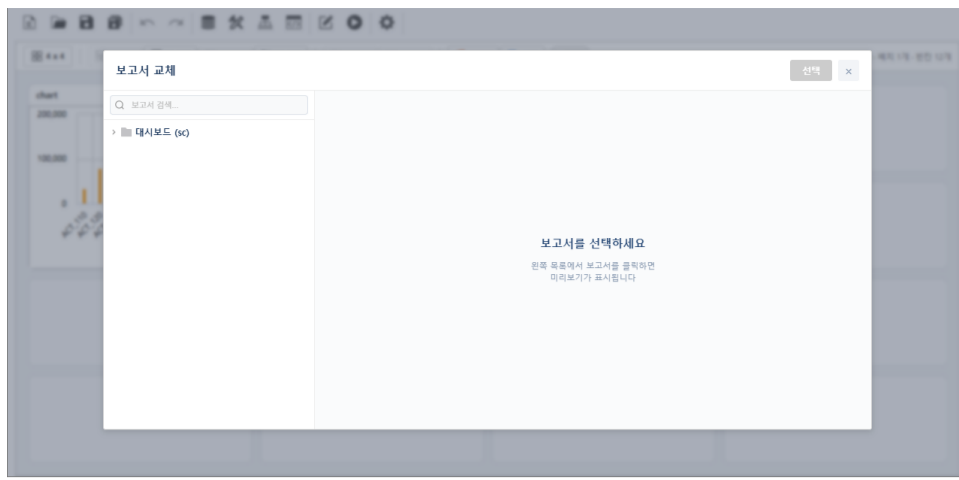 4 x 4
보고서 교체
선택
×
보고서 검색...
대시보드 (sc)
보고서를 선택하세요
왼쪽 목록에서 보고서를 클릭하면
미리보기가 표시됩니다
chart
200,000
100,000
0